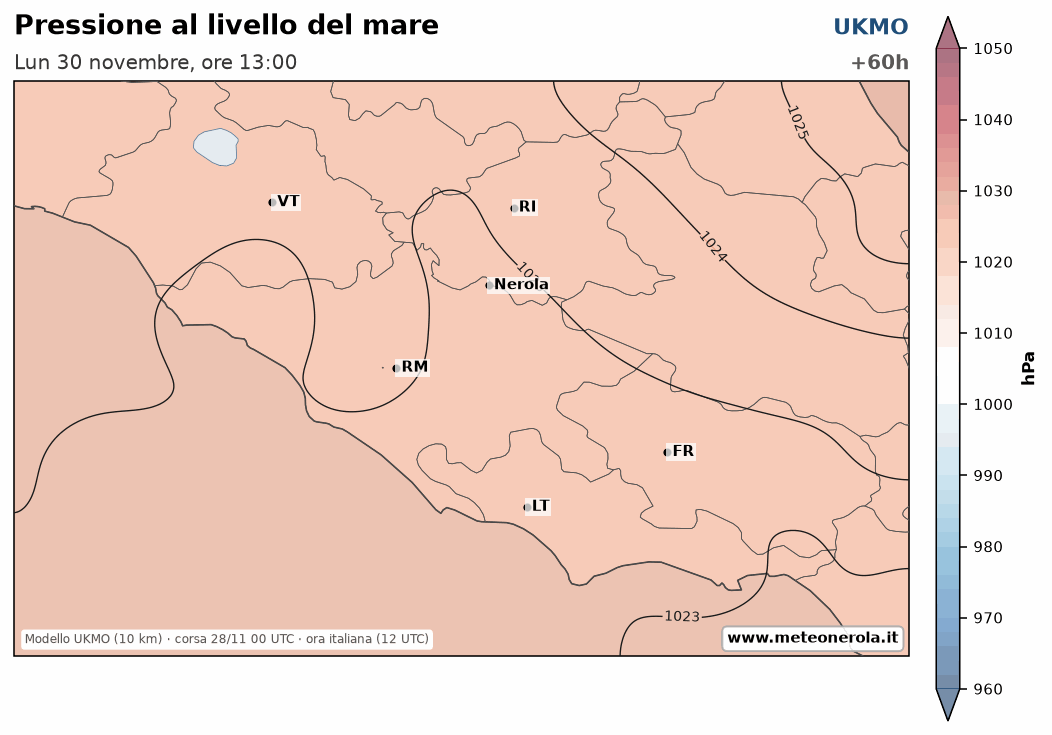 Pressione al livello del mare
UKMO
Lun 30 novembre, ore 13:00
+60h
1025
VT
RI
1024
Nerola
RM
FR
LT
1023
Modello UKMO (10 km) · corsa 28/11 00 UTC · ora italiana (12 UTC)
www.meteonerola.it
1050
1040
1030
1020
1010
1000
990
980
970
960
hPa